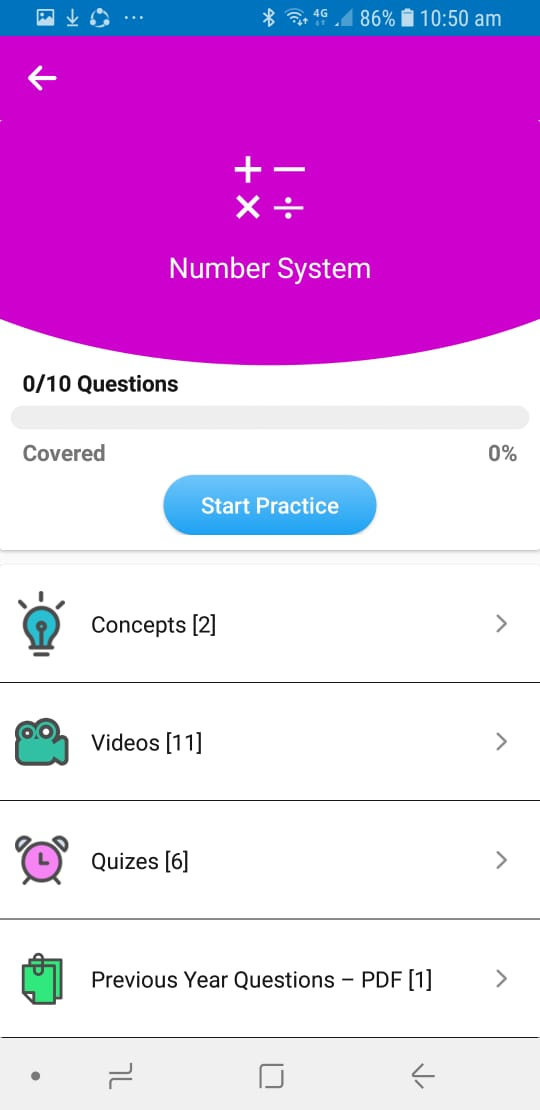 4G 86% 10:50 am
+ −
× ÷
Number System
0/10 Questions
Covered 0%
Start Practice
Concepts [2]
Videos [11]
Quizes [6]
Previous Year Questions – PDF [1]